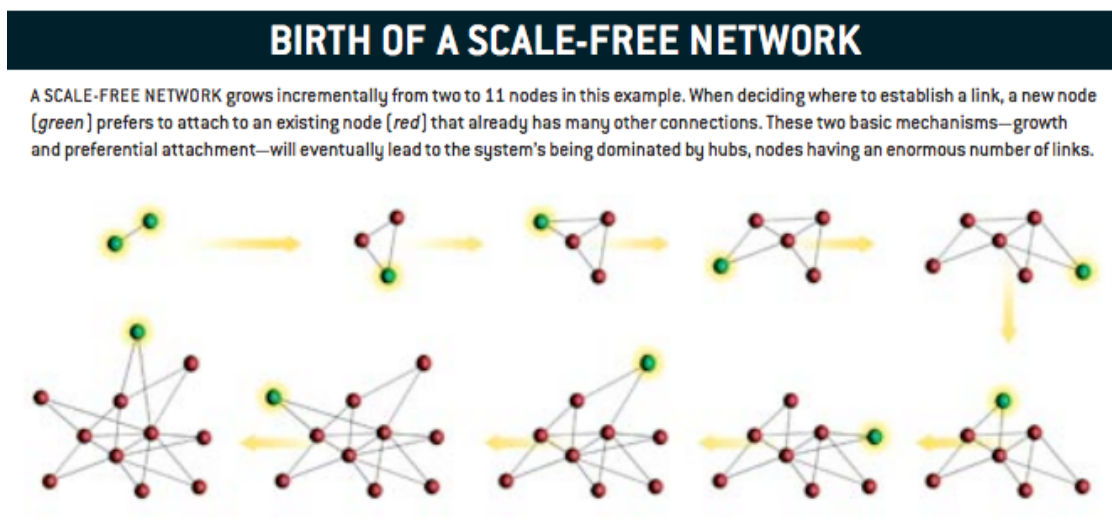 BIRTH OF A SCALE-FREE NETWORK
A SCALE-FREE NETWORK grows incrementally from two to 11 nodes in this example. When deciding where to establish a link, a new node
(green) prefers to attach to an existing node (red) that already has many other connections. These two basic mechanisms—growth
and preferential attachment—will eventually lead to the system's being dominated by hubs, nodes having an enormous number of links.